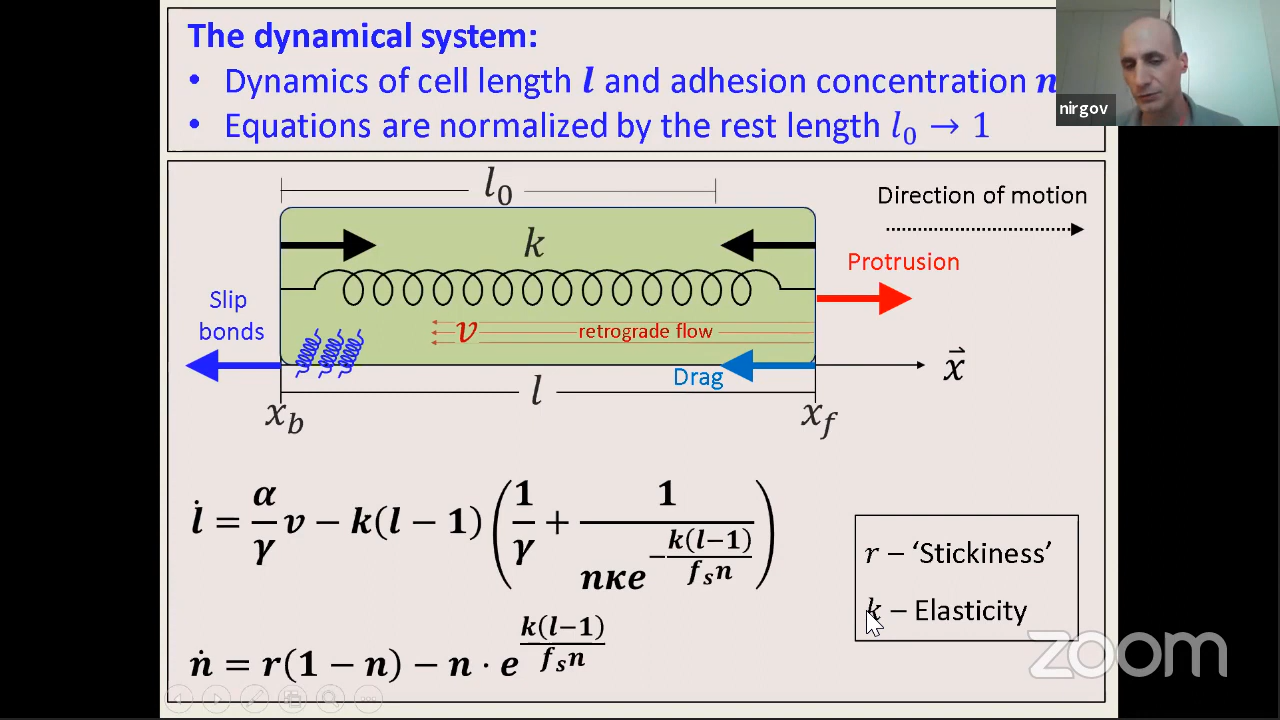 The dynamical system:
• Dynamics of cell length l and adhesion concentration n
• Equations are normalized by the rest length l₀ → 1
nirgov
l₀
Direction of motion
k
Protrusion
Slip
bonds
v
retrograde flow
Drag
x⃗
l
x_b
x_f
l̇ = α/γ v − k(l − 1) (1/γ + 1/(nκe^(−k(l−1)/(f_s n))))
r – ‘Stickiness’
k – Elasticity
ṅ = r(1 − n) − n · e^(k(l−1)/(f_s n))
zoom